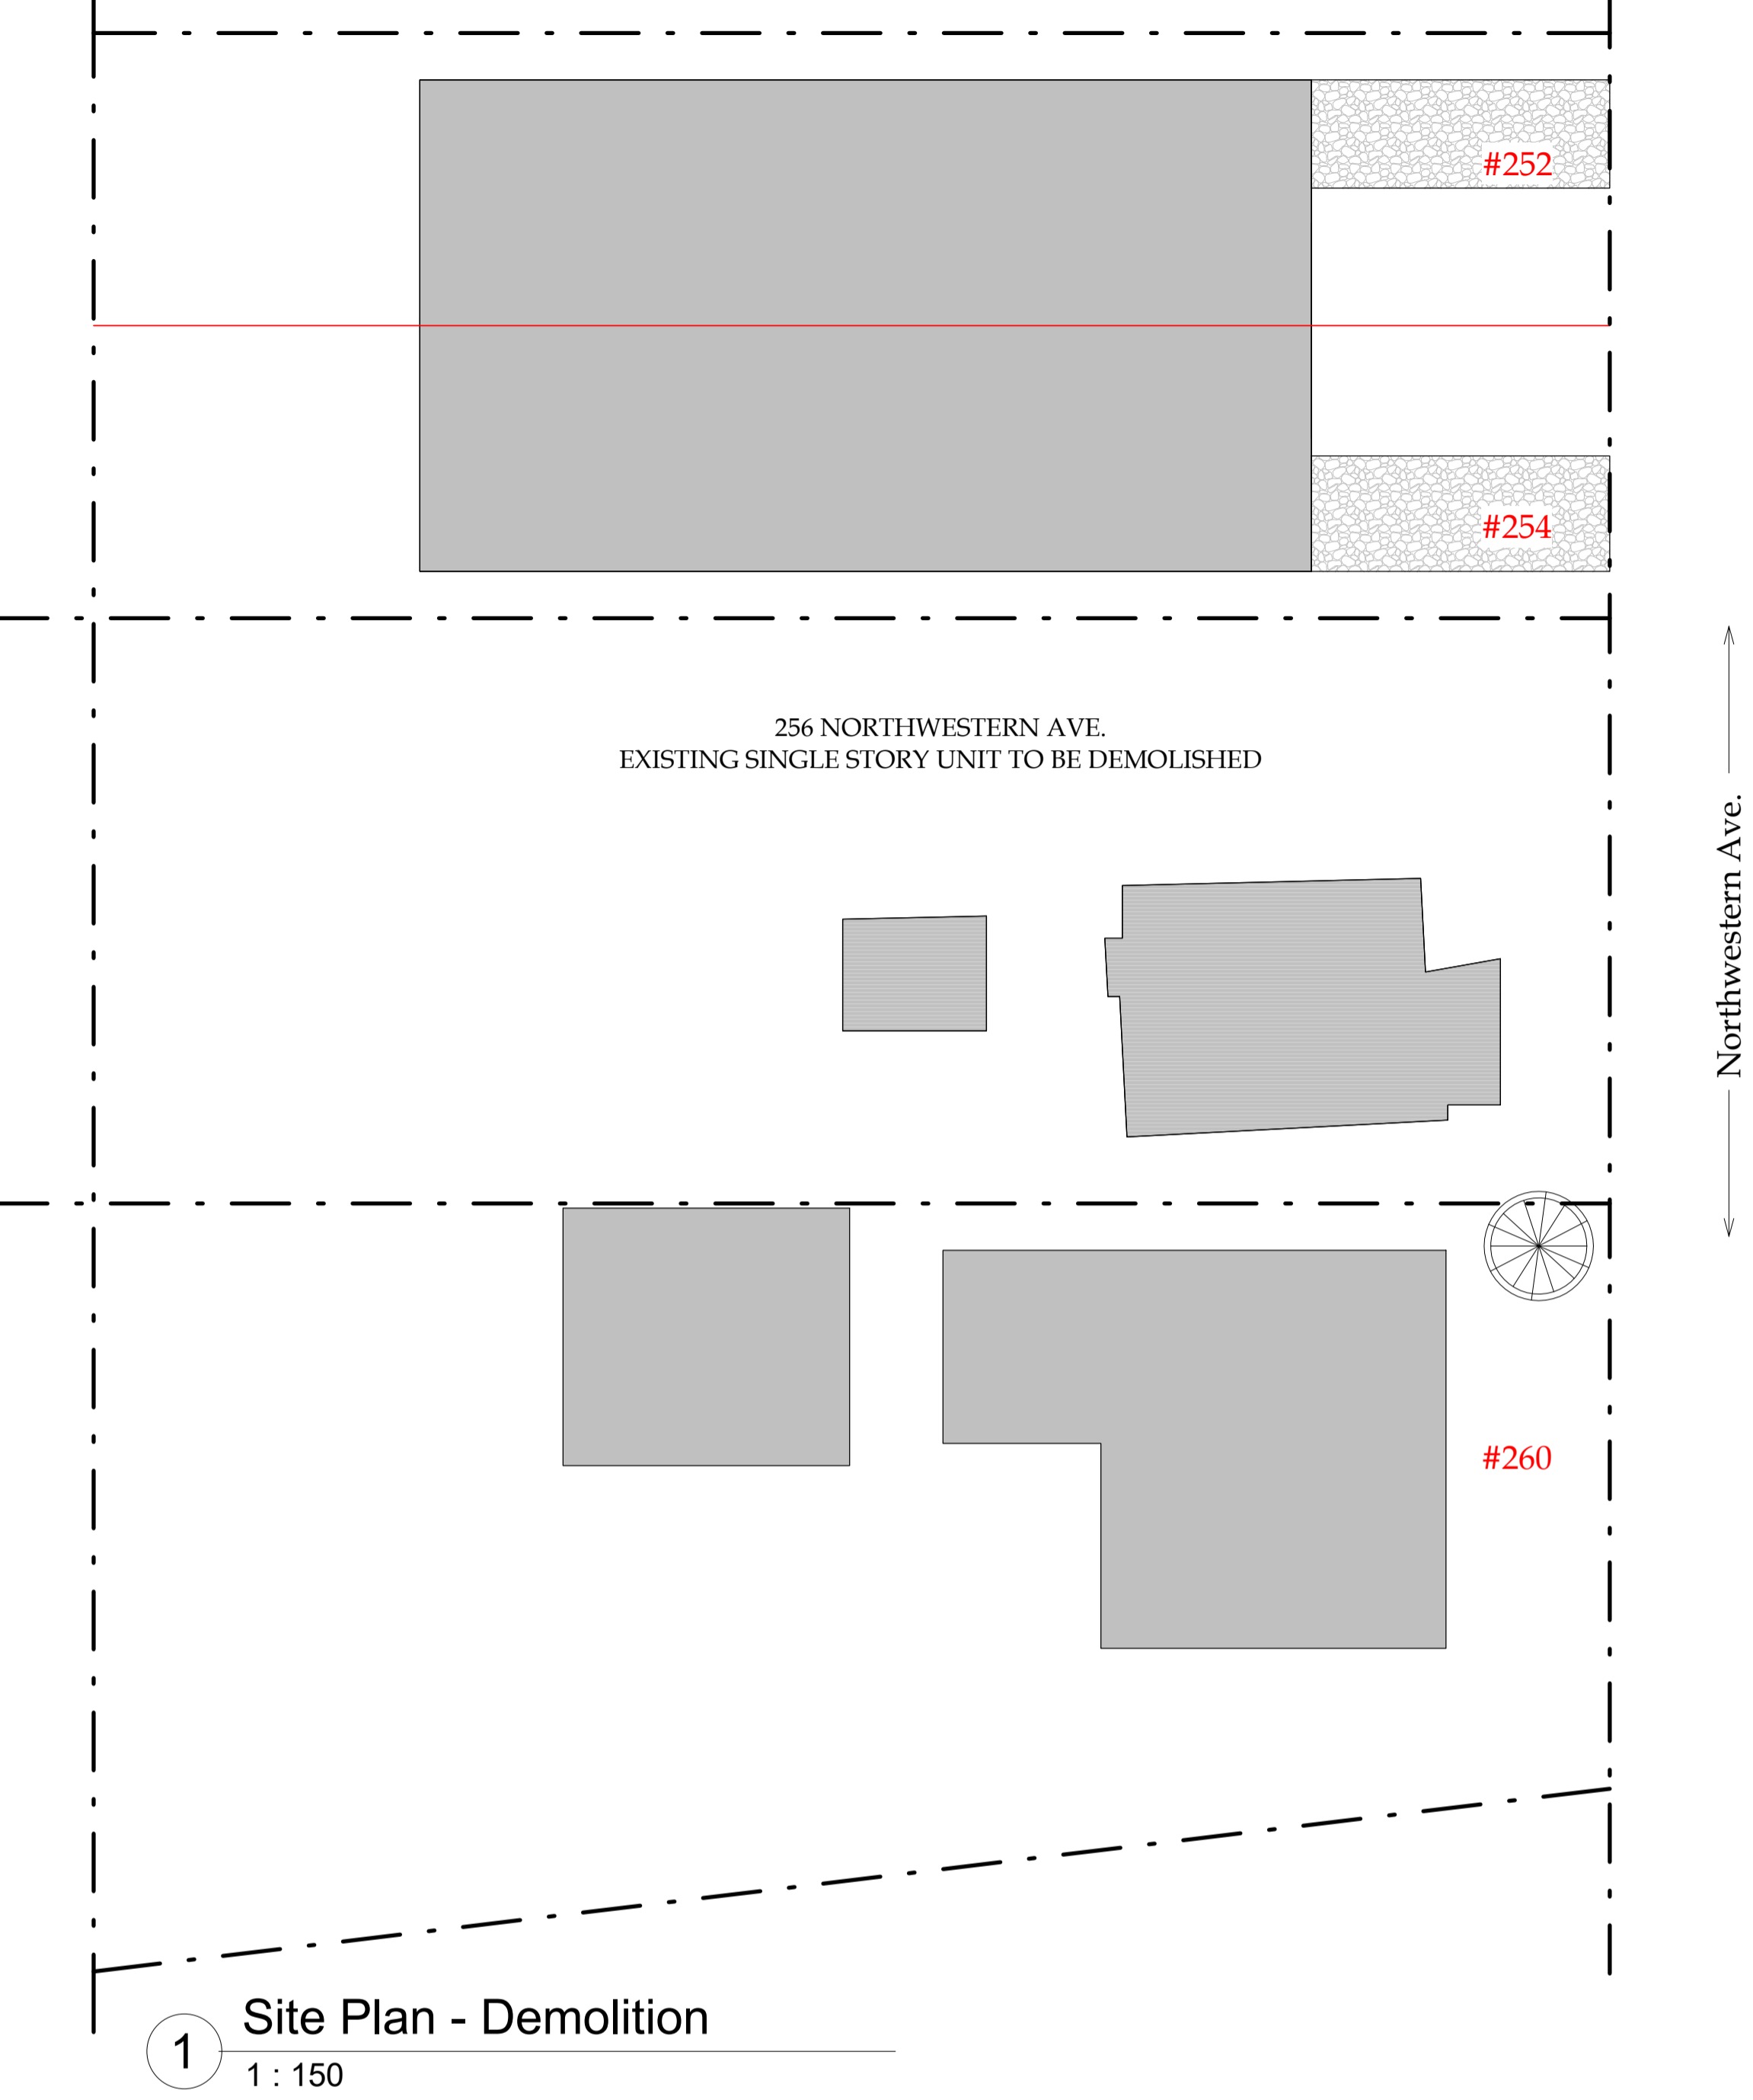 #252
#254
256 NORTHWESTERN AVE.
EXISTING SINGLE STORY UNIT TO BE DEMOLISHED
Northwestern Ave.
#260
1
Site Plan - Demolition
1 : 150